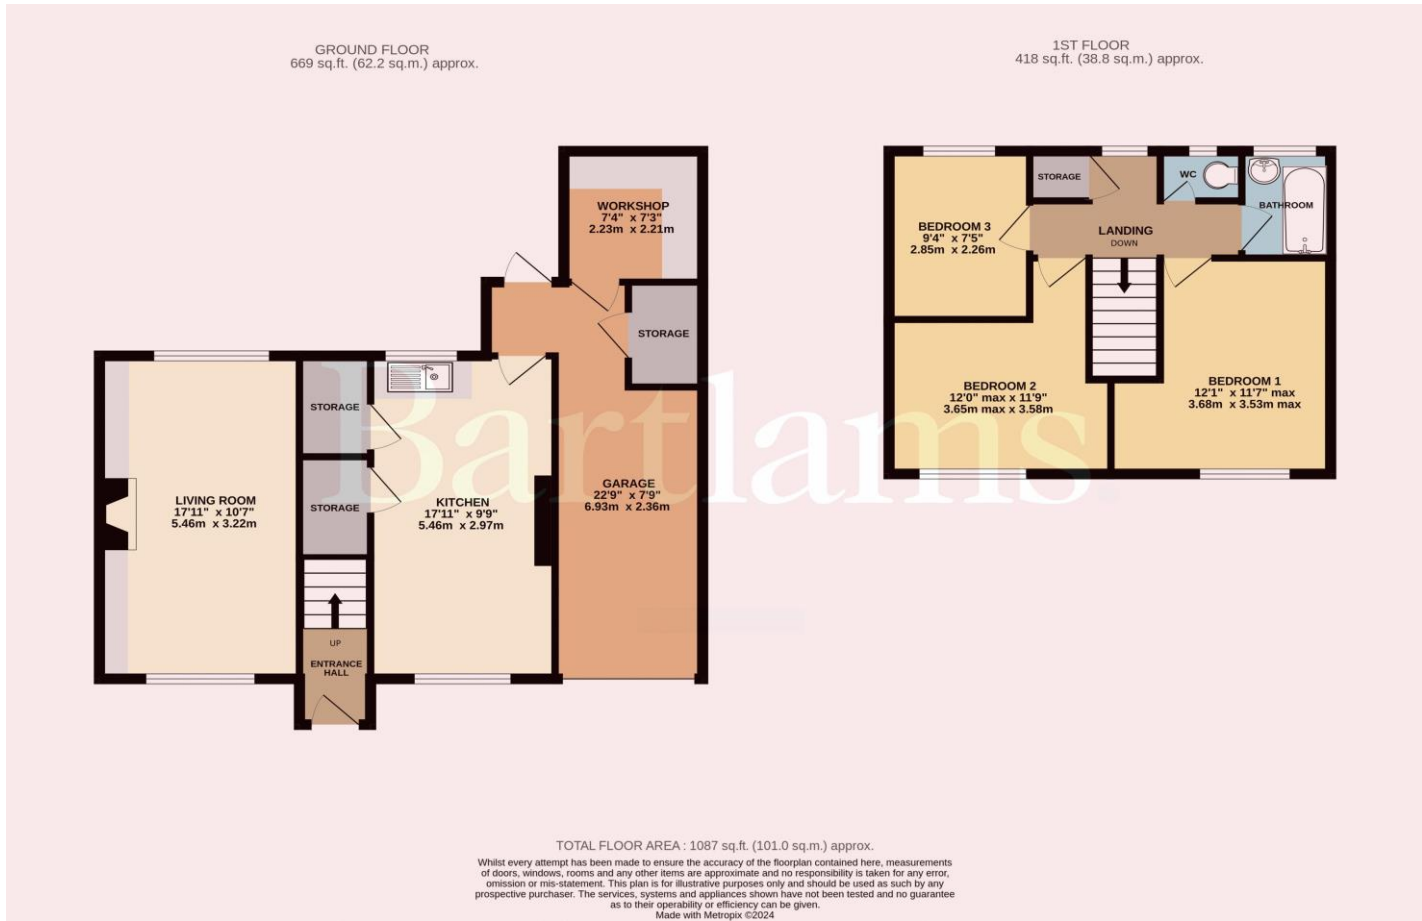 GROUND FLOOR
669 sq.ft. (62.2 sq.m.) approx.
1ST FLOOR
418 sq.ft. (38.8 sq.m.) approx.
WORKSHOP
7'4" x 7'3"
2.23m x 2.21m
STORAGE
STORAGE
STORAGE
LIVING ROOM
17'11" x 10'7"
5.46m x 3.22m
KITCHEN
17'11" x 9'9"
5.46m x 2.97m
GARAGE
22'9" x 7'9"
6.93m x 2.36m
UP
ENTRANCE
HALL
STORAGE
WC
BATHROOM
BEDROOM 3
9'4" x 7'5"
2.85m x 2.26m
LANDING
DOWN
BEDROOM 2
12'0" max x 11'9"
3.65m max x 3.58m
BEDROOM 1
12'1" x 11'7" max
3.68m x 3.53m max
Bartlams.
TOTAL FLOOR AREA : 1087 sq.ft. (101.0 sq.m.) approx.
Whilst every attempt has been made to ensure the accuracy of the floorplan contained here, measurements
of doors, windows, rooms and any other items are approximate and no responsibility is taken for any error,
omission or mis-statement. This plan is for illustrative purposes only and should be used as such by any
prospective purchaser. The services, systems and appliances shown have not been tested and no guarantee
as to their operability or efficiency can be given.
Made with Metropix ©2024